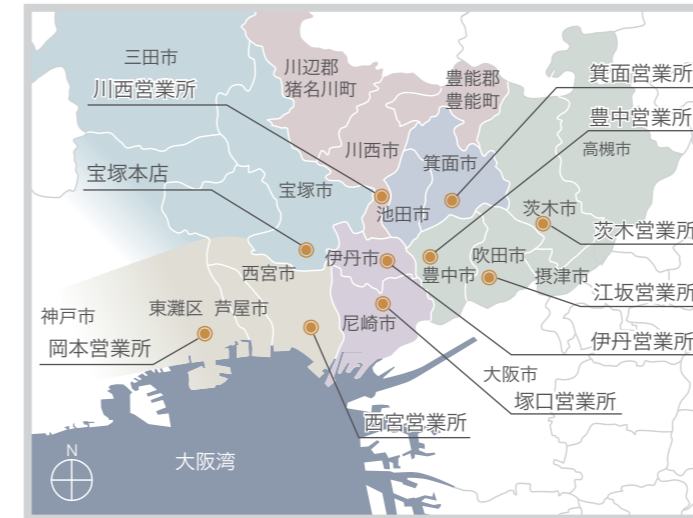 三田市
川西営業所
川辺郡
猪名川町
豊能郡
豊能町
箕面営業所
豊中営業所
高槻市
川西市
箕面市
宝塚本店
宝塚市
池田市
茨木市
茨木営業所
西宮市
伊丹市
豊中市
吹田市
摂津市
江坂営業所
神戸市
東灘区
芦屋市
尼崎市
伊丹営業所
岡本営業所
大阪市
塚口営業所
西宮営業所
大阪湾
N